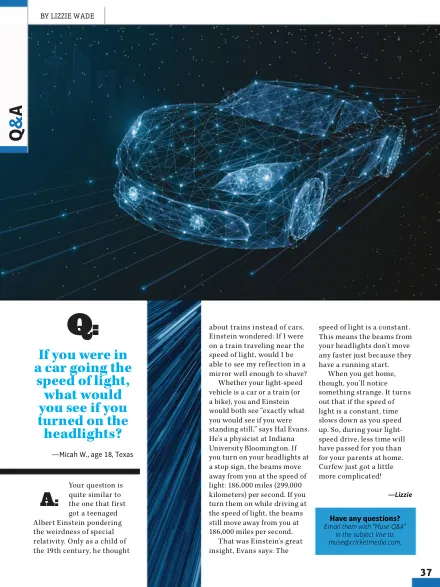 BY LIZZIE WADE
Q&A
Q:
If you were in
a car going the
speed of light,
what would
you see if you
turned on the
headlights?
—Micah W., age 18, Texas
A:
Your question is
quite similar to
the one that first
got a teenaged
Albert Einstein pondering
the weirdness of special
relativity. Only as a child of
the 19th century, he thought
about trains instead of cars.
Einstein wondered: If I were
on a train traveling near the
speed of light, would I be
able to see my reflection in a
mirror well enough to shave?
Whether your light-speed
vehicle is a car or a train (or
a bike), you and Einstein
would both see "exactly what
you would see if you were
standing still," says Hal Evans.
He's a physicist at Indiana
University Bloomington. If
you turn on your headlights at
a stop sign, the beams move
away from you at the speed of
light: 186,000 miles (299,000
kilometers) per second. If you
turn them on while driving at
the speed of light, the beams
still move away from you at
186,000 miles per second.
That was Einstein's great
insight, Evans says: The
speed of light is a constant.
This means the beams from
your headlights don't move
any faster just because they
have a running start.
When you get home,
though, you'll notice
something strange. It turns
out that if the speed of
light is a constant, time
slows down as you speed
up. So, during your light-
speed drive, less time will
have passed for you than
for your parents at home.
Curfew just got a little
more complicated!
—Lizzie
Have any questions?
Email them with "Muse Q&A"
in the subject line to
muse@cricketmedia.com.
37